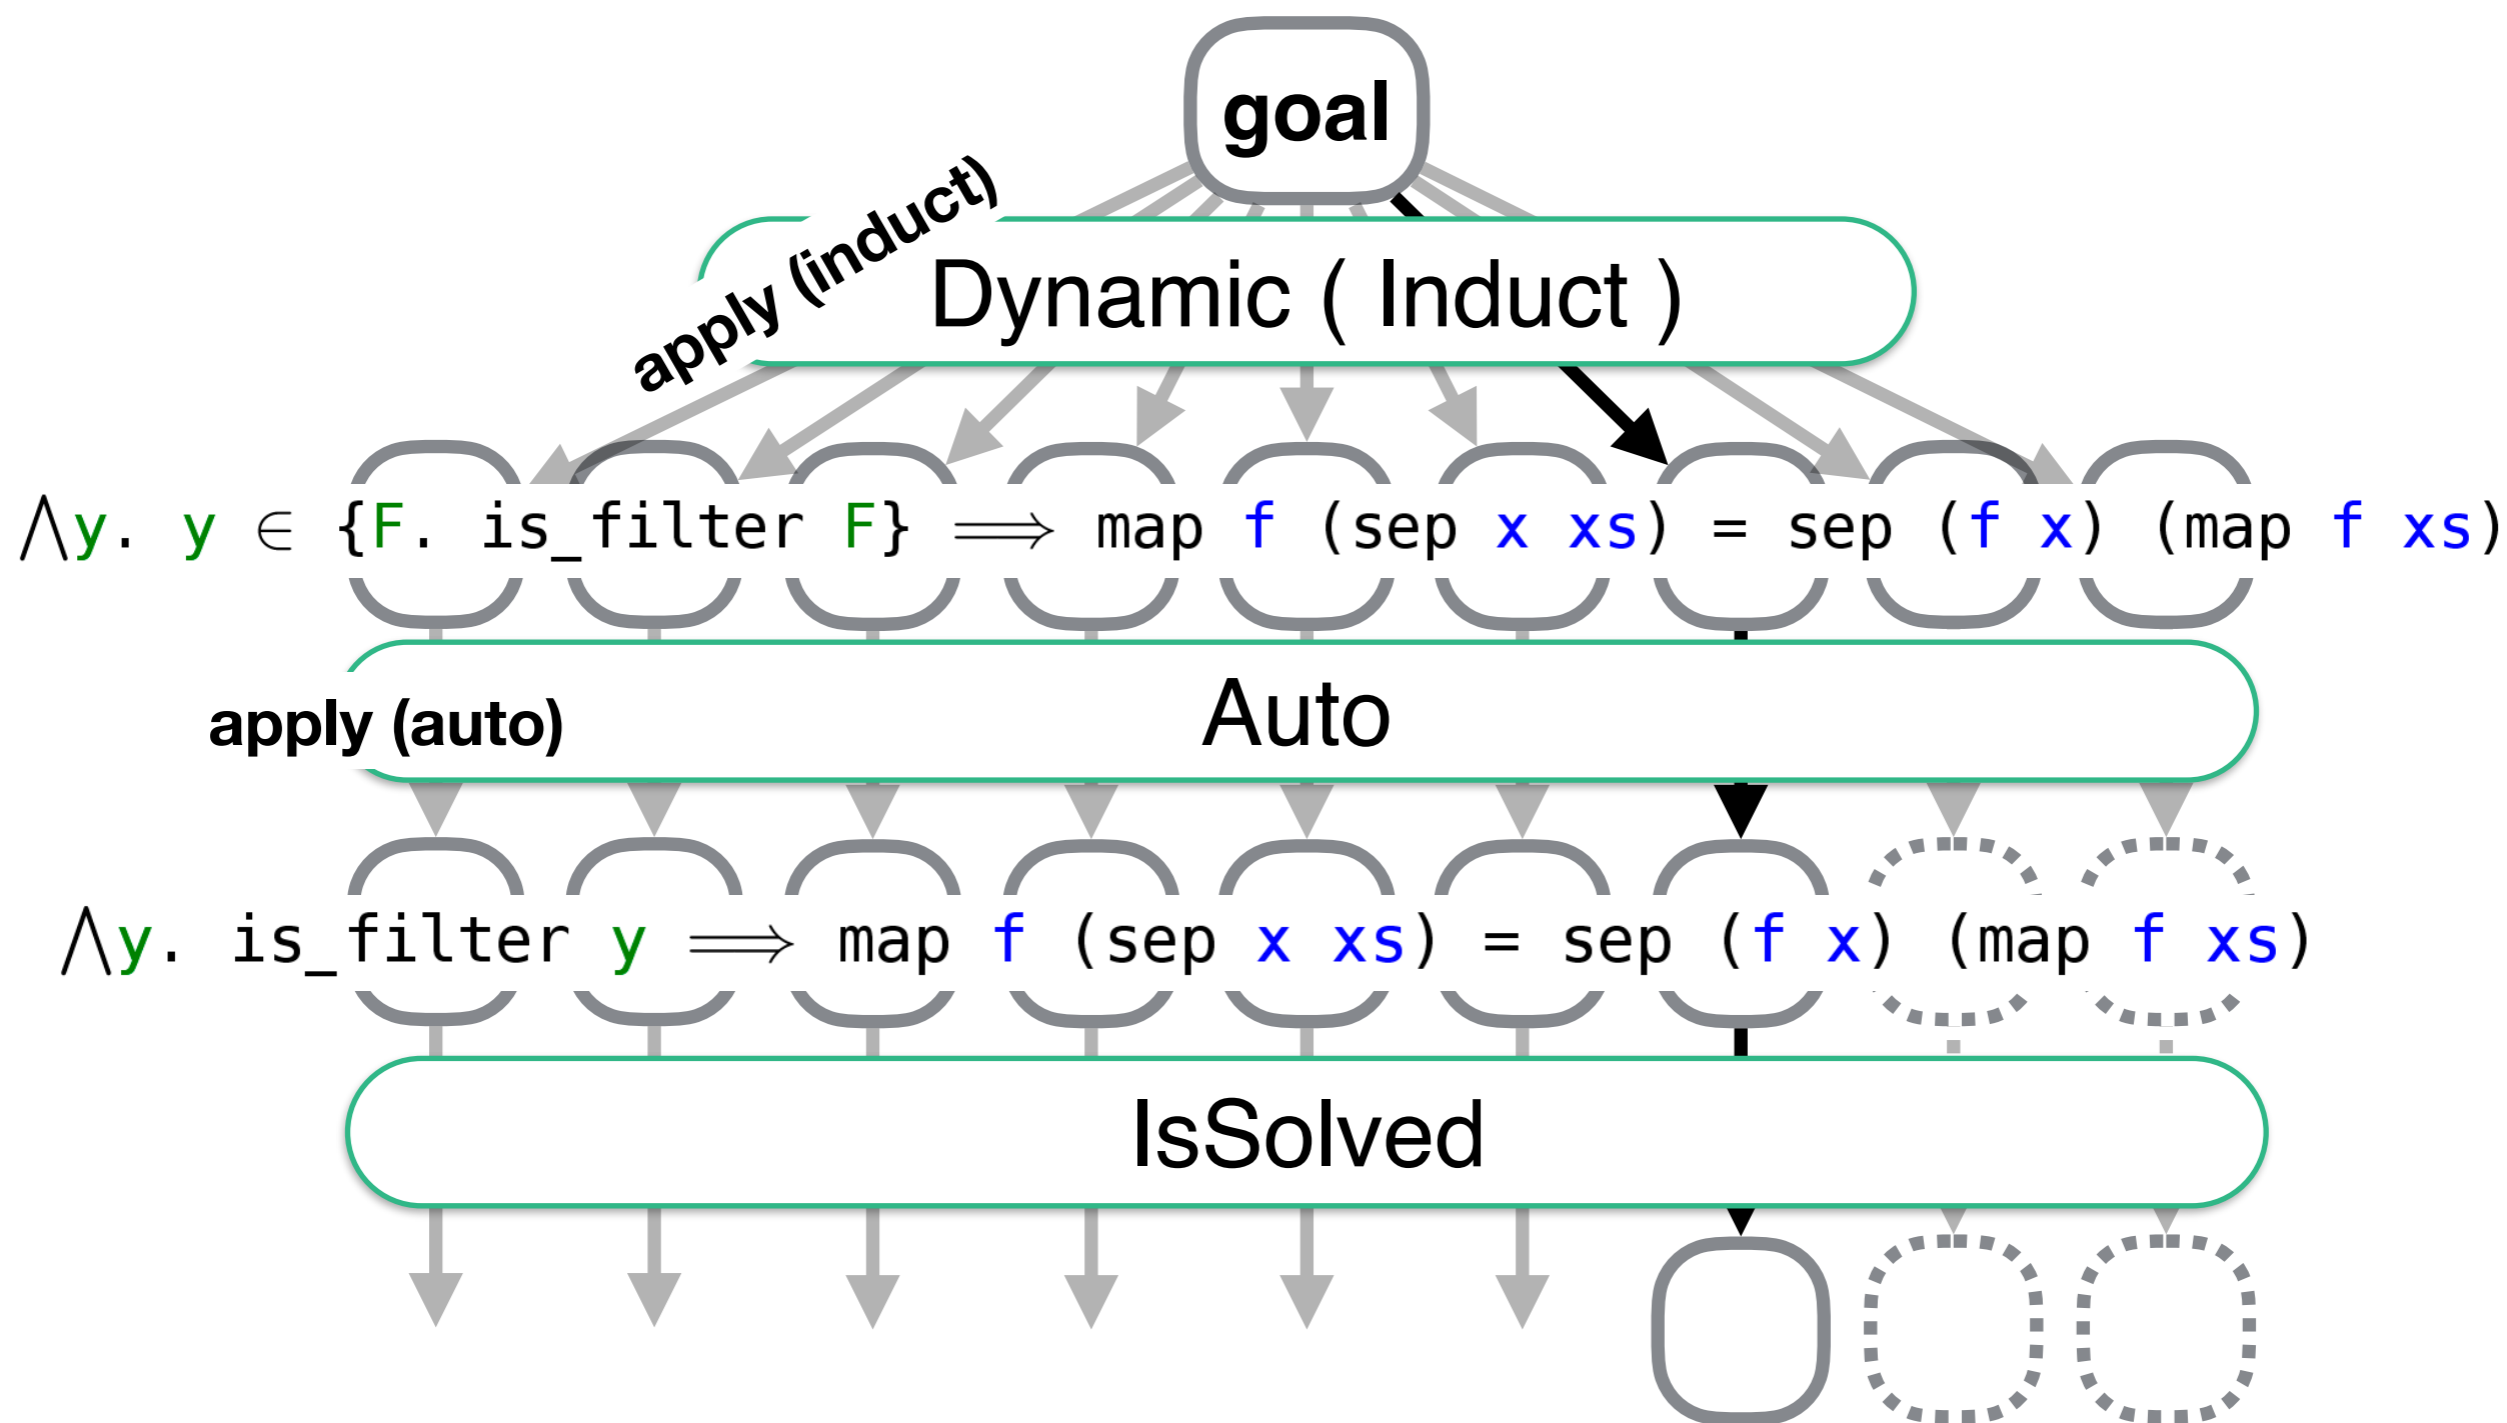 goal
apply (induct)
Dynamic ( Induct )
⋀y. y ∈ {F. is_filter F} ⟹ map f (sep x xs) = sep (f x) (map f xs)
Auto
apply (auto)
⋀y. is_filter y ⟹ map f (sep x xs) = sep (f x) (map f xs)
IsSolved